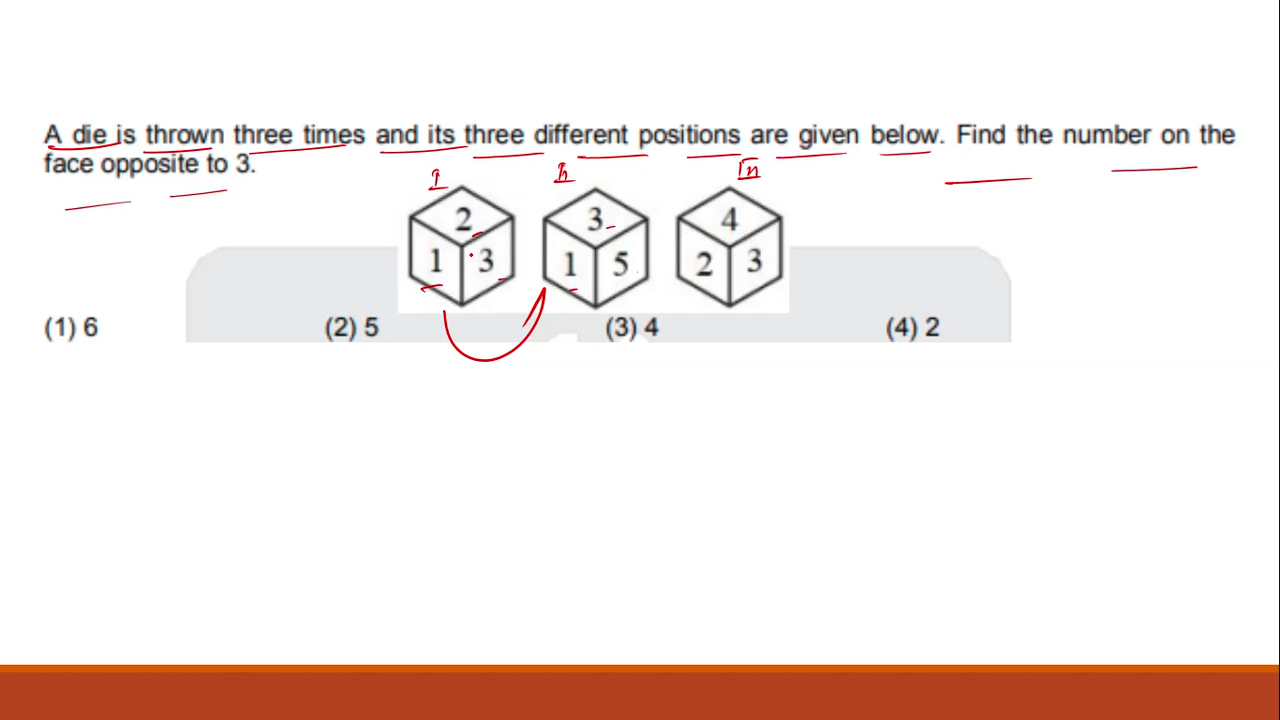 A die is thrown three times and its three different positions are given below. Find the number on the
face opposite to 3.
I II III
2 3 4
1 3 1 5 2 3
(1) 6 (2) 5 (3) 4 (4) 2